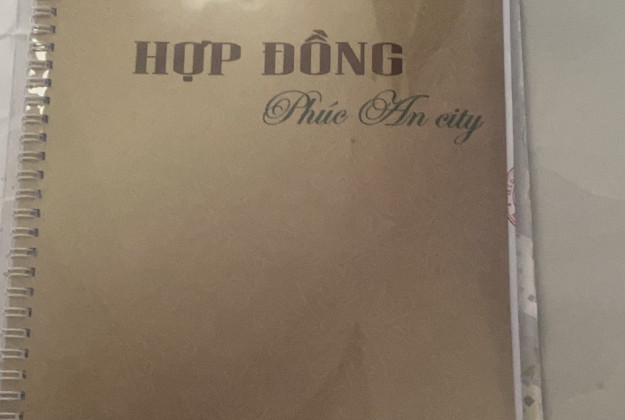 HỢP ĐỒNG
Phúc An city